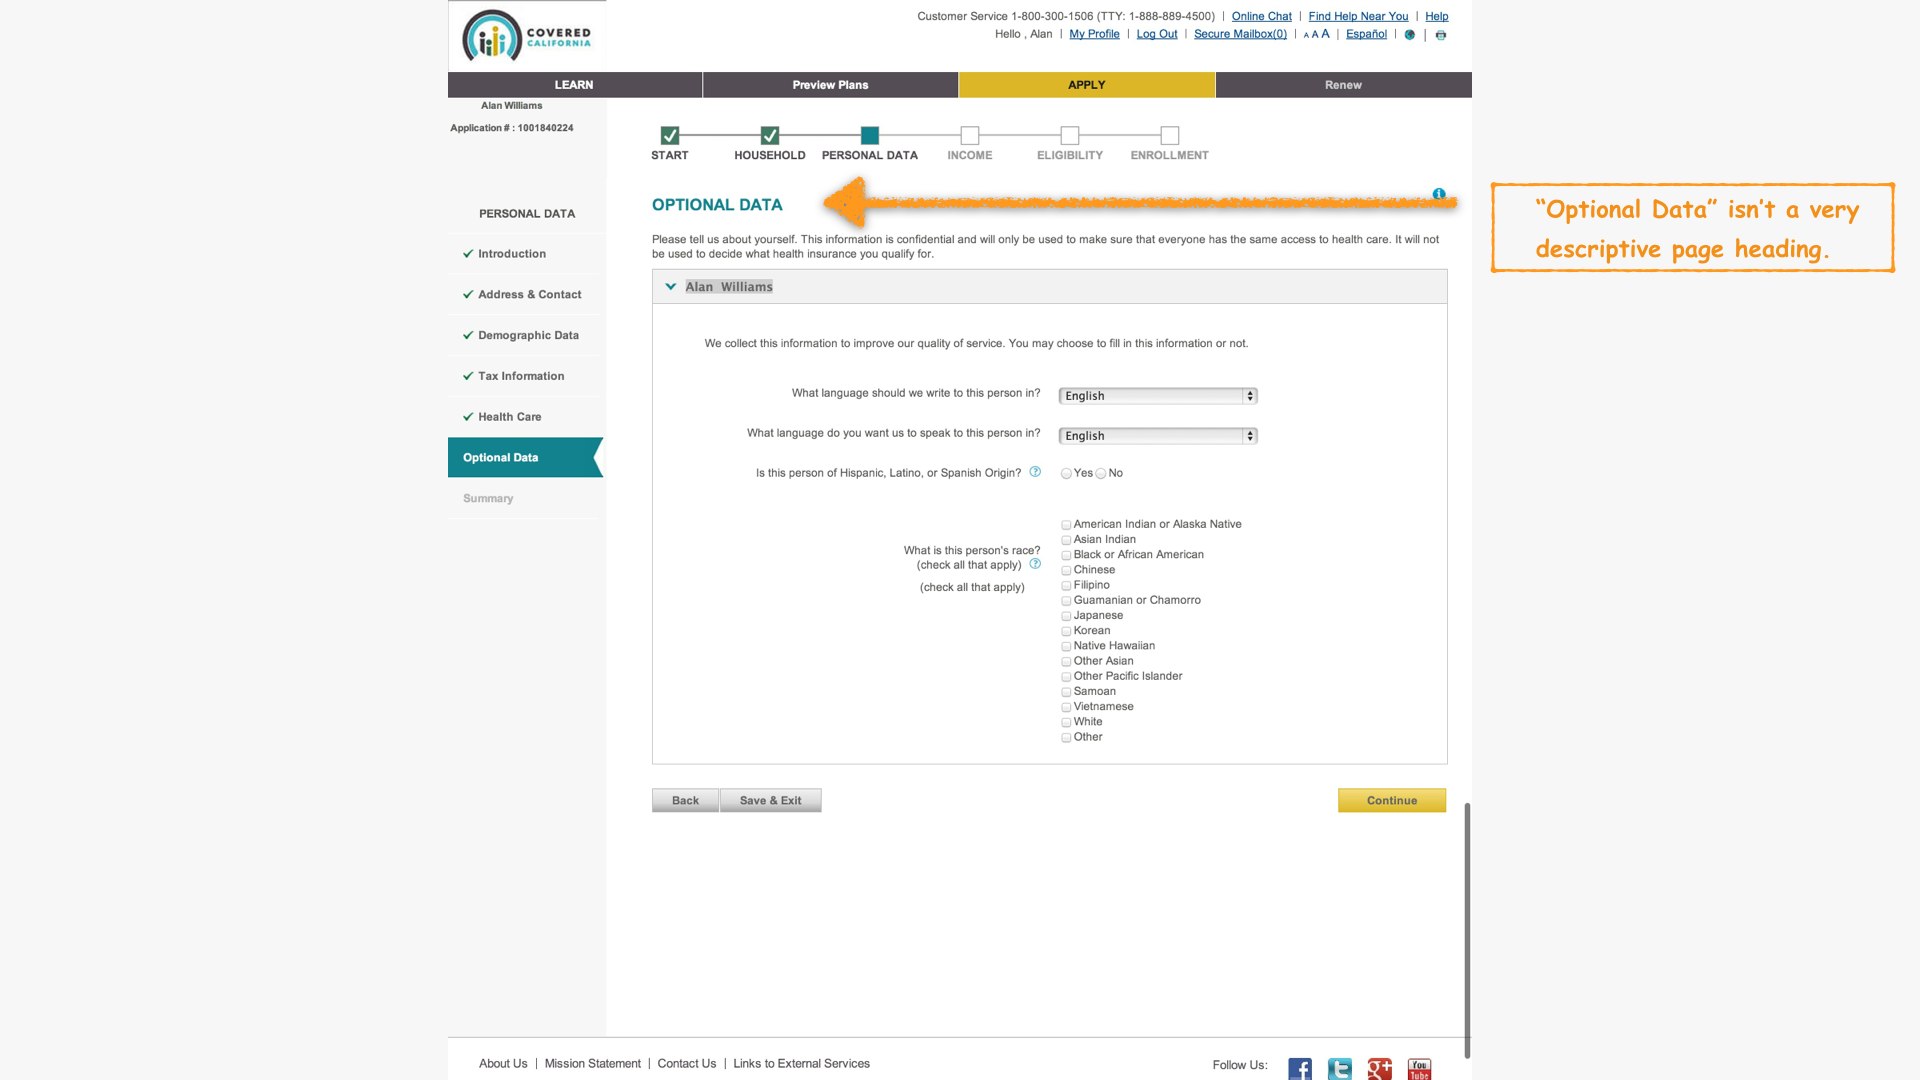 COVERED
CALIFORNIA
Customer Service 1-800-300-1506 (TTY: 1-888-889-4500) | Online Chat | Find Help Near You | Help
Hello , Alan | My Profile | Log Out | Secure Mailbox(0) | A A A | Español |
LEARN
Preview Plans
APPLY
Renew
Alan Williams
Application # : 1001840224
START
HOUSEHOLD
PERSONAL DATA
INCOME
ELIGIBILITY
ENROLLMENT
PERSONAL DATA
Introduction
Address & Contact
Demographic Data
Tax Information
Health Care
Optional Data
Summary
OPTIONAL DATA
“Optional Data” isn’t a very
descriptive page heading.
Please tell us about yourself. This information is confidential and will only be used to make sure that everyone has the same access to health care. It will not
be used to decide what health insurance you qualify for.
Alan Williams
We collect this information to improve our quality of service. You may choose to fill in this information or not.
What language should we write to this person in? English
What language do you want us to speak to this person in? English
Is this person of Hispanic, Latino, or Spanish Origin? ? Yes No
What is this person's race?
(check all that apply) ?
(check all that apply)
American Indian or Alaska Native
Asian Indian
Black or African American
Chinese
Filipino
Guamanian or Chamorro
Japanese
Korean
Native Hawaiian
Other Asian
Other Pacific Islander
Samoan
Vietnamese
White
Other
Back
Save & Exit
Continue
About Us | Mission Statement | Contact Us | Links to External Services
Follow Us:
f
t
g+
You
Tube